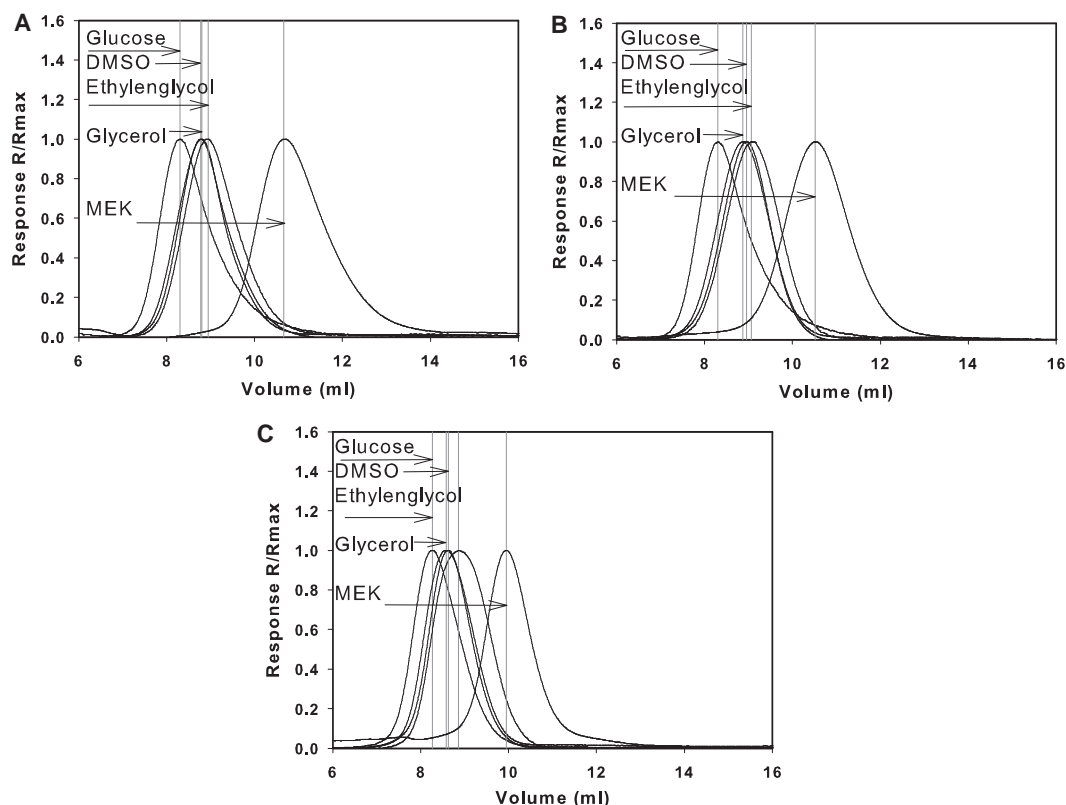 A
1.6
1.4
1.2
1.0
0.8
0.6
0.4
0.2
0.0
Response R/Rmax
Glucose
DMSO
Ethylenglycol
Glycerol
MEK
6 8 10 12 14 16
Volume (ml)
B
1.6
1.4
1.2
1.0
0.8
0.6
0.4
0.2
0.0
Response R/Rmax
Glucose
DMSO
Ethylenglycol
Glycerol
MEK
6 8 10 12 14 16
Volume (ml)
C
1.6
1.4
1.2
1.0
0.8
0.6
0.4
0.2
0.0
Response R/Rmax
Glucose
DMSO
Ethylenglycol
Glycerol
MEK
6 8 10 12 14 16
Volume (ml)